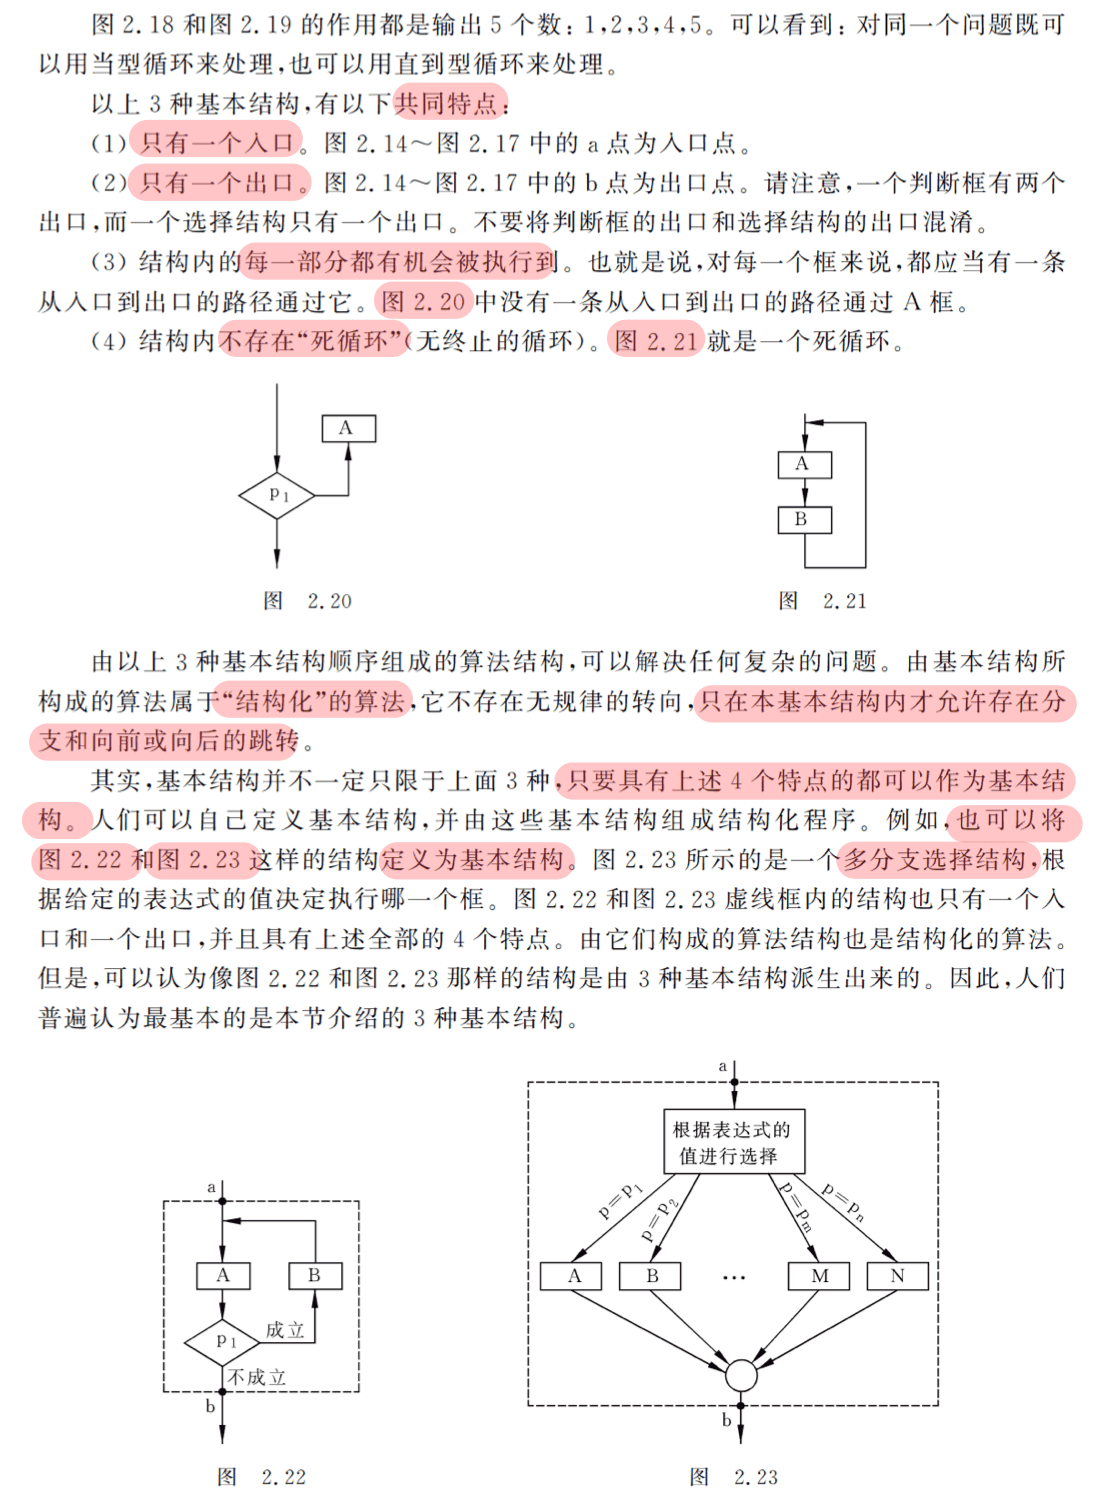 图 2.18 和图 2.19 的作用都是输出 5 个数：1,2,3,4,5。可以看到：对同一个问题既可
以用当型循环来处理，也可以用直到型循环来处理。
以上 3 种基本结构，有以下共同特点：
（1）只有一个入口。图 2.14～图 2.17 中的 a 点为入口点。
（2）只有一个出口。图 2.14～图 2.17 中的 b 点为出口点。请注意，一个判断框有两个
出口，而一个选择结构只有一个出口。不要将判断框的出口和选择结构的出口混淆。
（3）结构内的每一部分都有机会被执行到。也就是说，对每一个框来说，都应当有一条
从入口到出口的路径通过它。图 2.20 中没有一条从入口到出口的路径通过 A 框。
（4）结构内不存在“死循环”（无终止的循环）。图 2.21 就是一个死循环。
A
p1
图 2.20
A
B
图 2.21
由以上 3 种基本结构顺序组成的算法结构，可以解决任何复杂的问题。由基本结构所
构成的算法属于“结构化”的算法，它不存在无规律的转向，只在本基本结构内才允许存在分
支和向前或向后的跳转。
其实，基本结构并不一定只限于上面 3 种，只要具有上述 4 个特点的都可以作为基本结
构。人们可以自己定义基本结构，并由这些基本结构组成结构化程序。例如，也可以将
图 2.22 和图 2.23 这样的结构定义为基本结构。图 2.23 所示的是一个多分支选择结构，根
据给定的表达式的值决定执行哪一个框。图 2.22 和图 2.23 虚线框内的结构也只有一个入
口和一个出口，并且具有上述全部的 4 个特点。由它们构成的算法结构也是结构化的算法。
但是，可以认为像图 2.22 和图 2.23 那样的结构是由 3 种基本结构派生出来的。因此，人们
普遍认为最基本的是本节介绍的 3 种基本结构。
a
A
B
p1
成立
不成立
b
图 2.22
a
根据表达式的
值进行选择
p=p1
p=p2
p=pm
p=pn
A
B
…
M
N
b
图 2.23